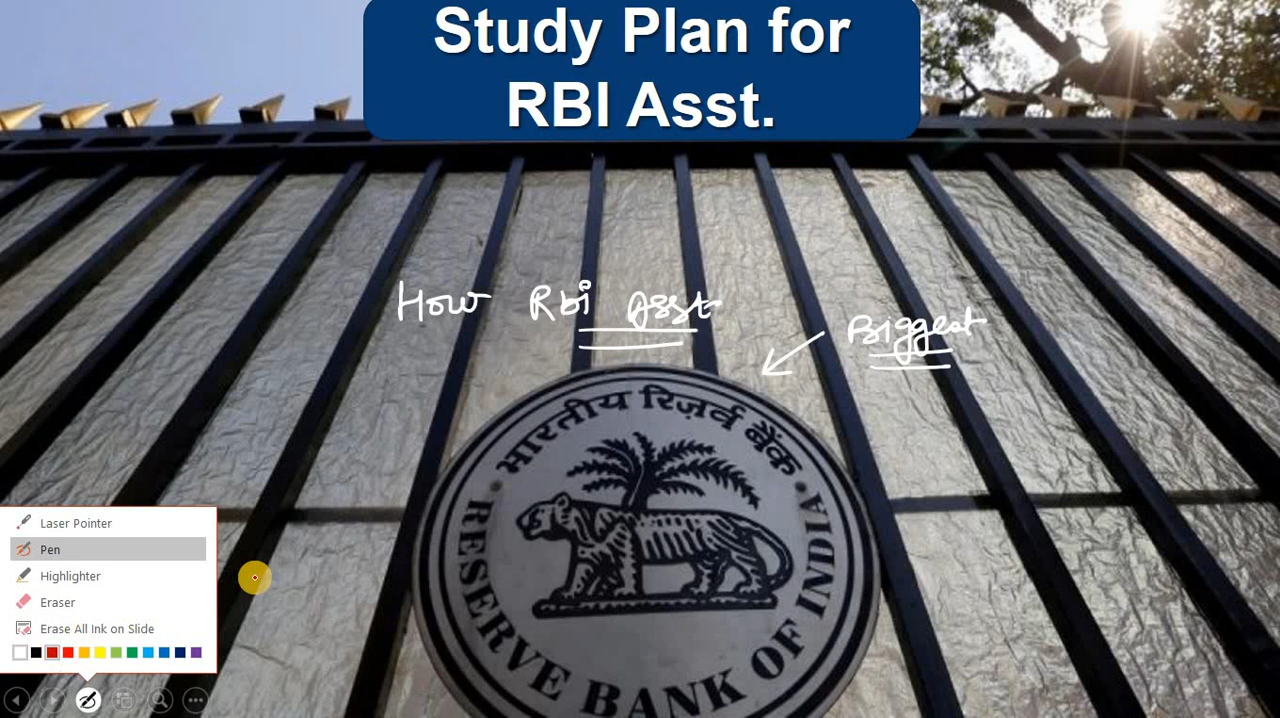 Study Plan for
RBI Asst.
How Rbi Asst
Biggest
भारतीय रिज़र्व बैंक
RESERVE BANK OF INDIA
Laser Pointer
Pen
Highlighter
Eraser
Erase All Ink on Slide